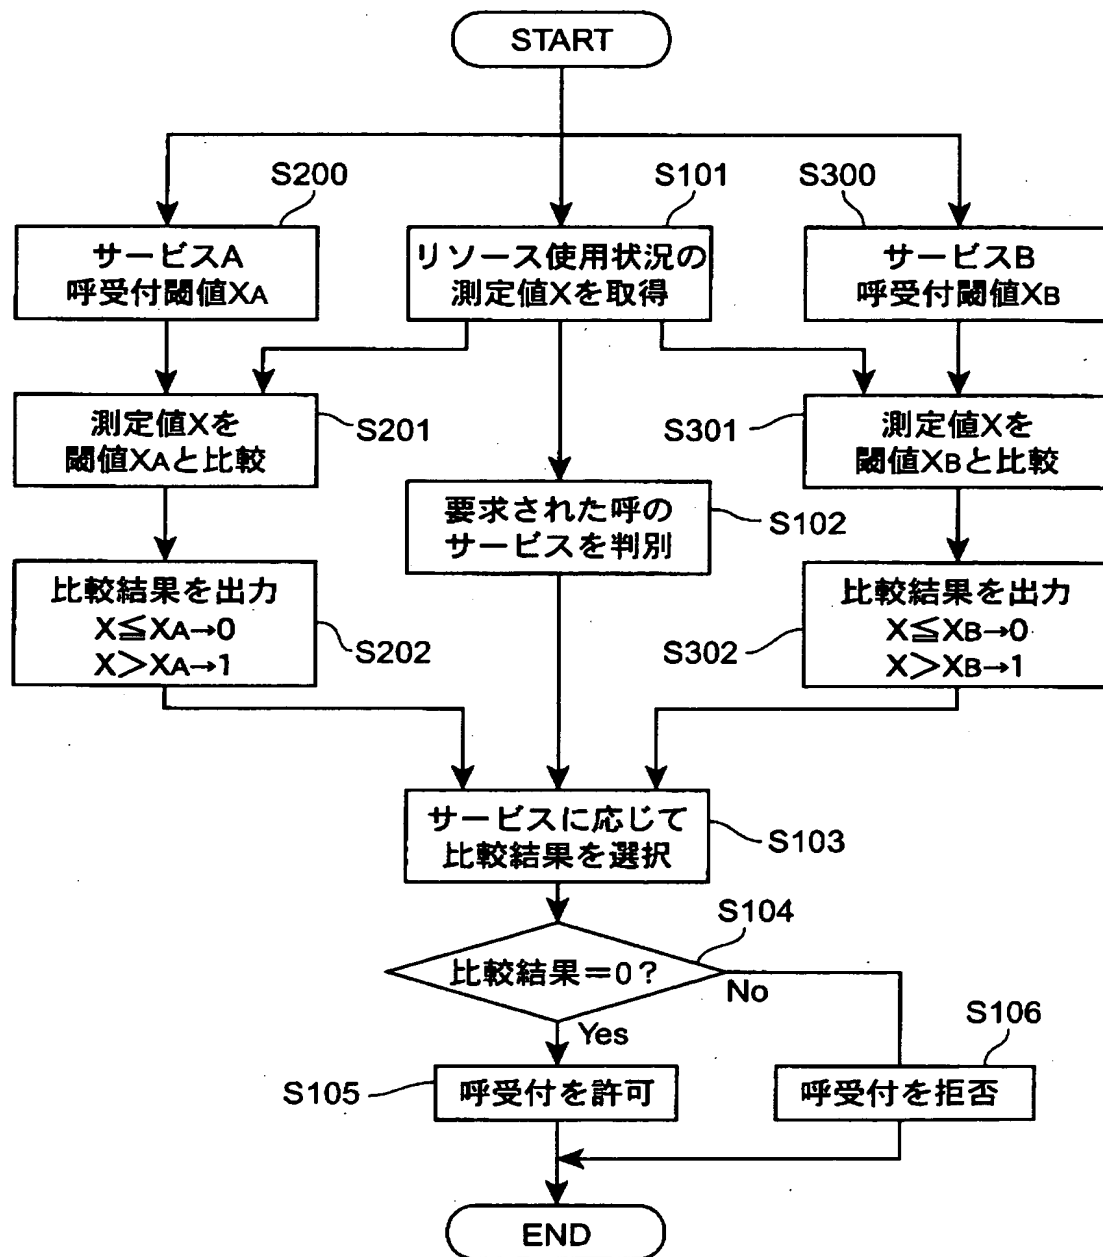 START
S200
S101
S300
サービスA
呼受付閾値XA
リソース使用状況の
測定値Xを取得
サービスB
呼受付閾値XB
測定値Xを
閾値XAと比較
S201
S301
測定値Xを
閾値XBと比較
要求された呼の
サービスを判別
S102
比較結果を出力
X≦XA→0
X＞XA→1
S202
S302
比較結果を出力
X≦XB→0
X＞XB→1
サービスに応じて
比較結果を選択
S103
S104
比較結果＝0？
No
Yes
S106
S105
呼受付を許可
呼受付を拒否
END